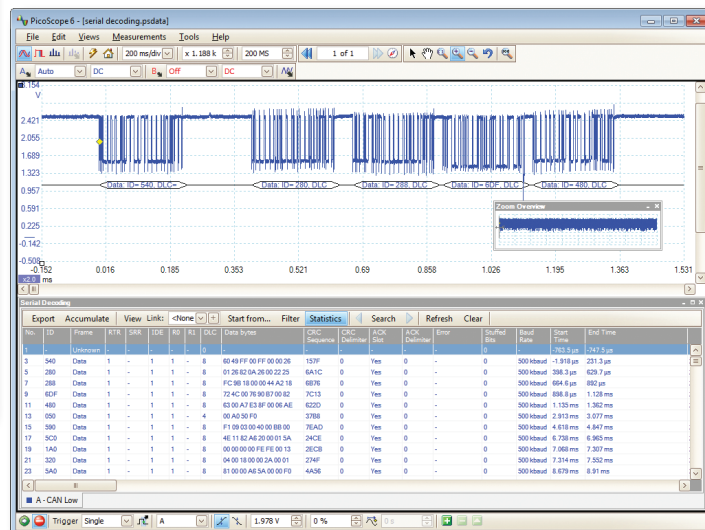 PicoScope 6 - [serial decoding.psdata]
File Edit Views Measurements Tools Help
200 ms/div x 1.188 k 200 MS 1 of 1
A Auto DC B Off DC
3.154
V
2.421
2.055
1.689
1.323
0.957
0.591
0.225
-0.142
-0.508
Data: ID= 540. DLC= Data: ID= 280. DLC Data: ID= 288. DLC Data: ID= 6DF. DLC Data: ID= 480. DLC
Zoom Overview
-0.152 0.016 0.185 0.353 0.521 0.69 0.858 1.026 1.195 1.363 1.531
x2.0 ms
Serial Decoding
Export Accumulate View Link: <None Start from... Filter Statistics Search Refresh Clear
No. ID Frame RTR SRR IDE R0 R1 DLC Data bytes CRC Sequence CRC Delimiter ACK Slot ACK Delimiter Error Stuffed Bits Baud Rate Start Time End Time
1 - Unknown - - - - - 0 - - - - - - 0 - -763.5 µs -747.5 µs
3 540 Data 1 - 1 1 - 8 60 49 FF 00 FF 00 00 26 157F 0 Yes 0 - 0 500 kbaud -1.918 µs 231.3 µs
5 280 Data 1 - 1 1 - 8 01 26 82 0A 26 00 22 25 6A1C 0 Yes 0 - 0 500 kbaud 398.3 µs 629.7 µs
7 288 Data 1 - 1 1 - 8 FC 9B 18 00 00 44 A2 18 6B76 0 Yes 0 - 0 500 kbaud 664.6 µs 892 µs
9 6DF Data 1 - 1 1 - 8 72 4C 00 76 90 B7 00 82 7C13 0 Yes 0 - 0 500 kbaud 898.8 µs 1.128 ms
11 480 Data 1 - 1 1 - 8 63 00 A7 E3 8F 00 06 AE 622D 0 Yes 0 - 0 500 kbaud 1.135 ms 1.362 ms
13 050 Data 1 - 1 1 - 4 00 A0 50 F0 37B8 0 Yes 0 - 0 500 kbaud 2.913 ms 3.077 ms
15 590 Data 1 - 1 1 - 8 F1 09 03 00 40 00 BB 00 7EAD 0 Yes 0 - 0 500 kbaud 4.618 ms 4.847 ms
17 5C0 Data 1 - 1 1 - 8 4E 11 82 A6 20 00 01 5A 24CE 0 Yes 0 - 0 500 kbaud 6.738 ms 6.965 ms
19 1A0 Data 1 - 1 1 - 8 00 00 00 00 FE FE 00 13 2EC8 0 Yes 0 - 0 500 kbaud 7.068 ms 7.307 ms
21 320 Data 1 - 1 1 - 8 04 00 18 00 00 2A 00 01 274F 0 Yes 0 - 0 500 kbaud 7.314 ms 7.552 ms
23 5A0 Data 1 - 1 1 - 8 81 00 00 A6 5A 00 00 F0 4A56 0 Yes 0 - 0 500 kbaud 8.679 ms 8.91 ms
A - CAN Low
Trigger Single A 1.978 V 0 % 0 s